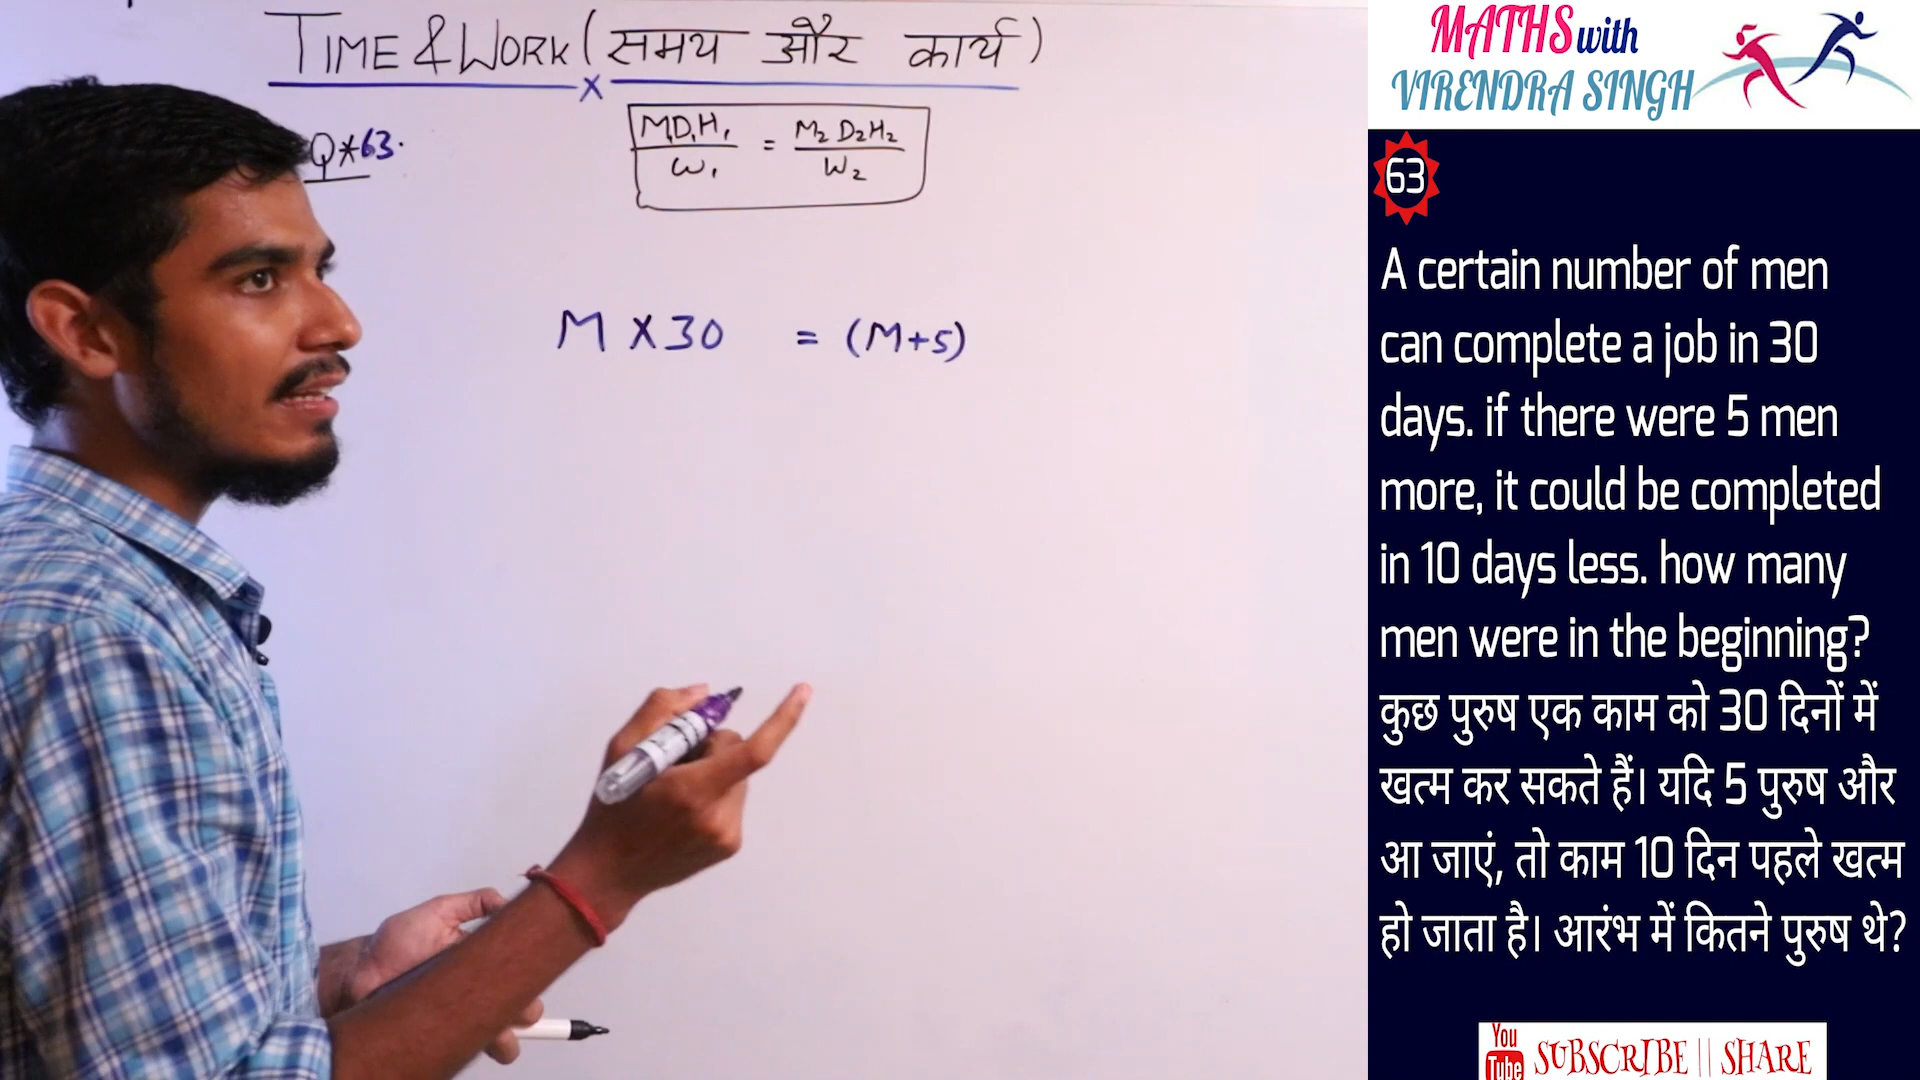 TIME & WORK (समय और कार्य)
x
Q*63.
M1D1H1 / W1 = M2 D2 H2 / W2
M X 30 = (M+5)
MATHS with
VIRENDRA SINGH
63
A certain number of men
can complete a job in 30
days. if there were 5 men
more, it could be completed
in 10 days less. how many
men were in the beginning?
कुछ पुरुष एक काम को 30 दिनों में
खत्म कर सकते हैं। यदि 5 पुरुष और
आ जाएं, तो काम 10 दिन पहले खत्म
हो जाता है। आरंभ में कितने पुरुष थे?
You
Tube
SUBSCRIBE || SHARE